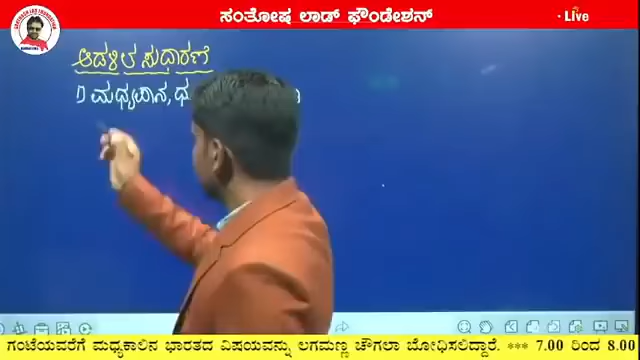 ಸಂತೋಷ ಲಾಡ್ ಫೌಂಡೇಶನ್
Live
ಆಡಳಿತ ಸುದಾರಣೆ
1) ಮಧ್ಯಪಾನ, ಧ
ಗಂಟೆಯವರೆಗೆ ಮಧ್ಯಕಾಲಿನ ಭಾರತದ ವಿಷಯವನ್ನು ಲಗಮಣ್ಣ ಚೌಗಲಾ ಬೋಧಿಸಲಿದ್ದಾರೆ. *** 7.00 ರಿಂದ 8.00